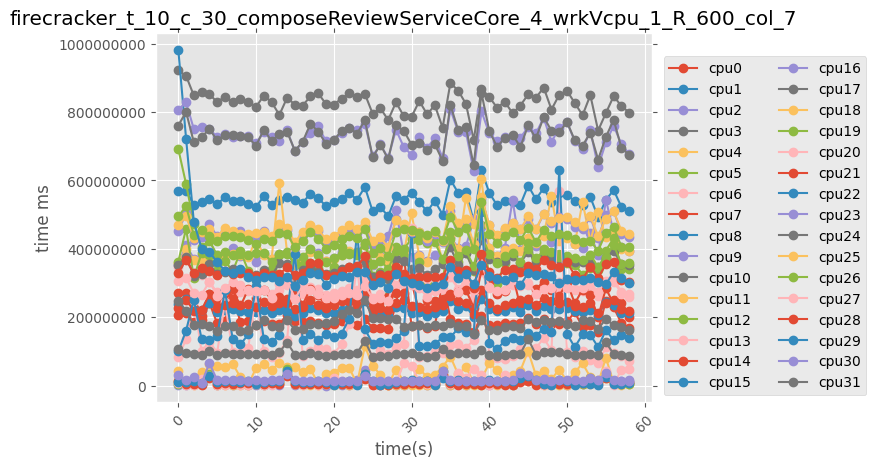 firecracker_t_10_c_30_composeReviewServiceCore_4_wrkVcpu_1_R_600_col_7
1000000000
800000000
600000000
400000000
200000000
0
time ms
0 10 20 30 40 50 60
time(s)
cpu0 cpu16
cpu1 cpu17
cpu2 cpu18
cpu3 cpu19
cpu4 cpu20
cpu5 cpu21
cpu6 cpu22
cpu7 cpu23
cpu8 cpu24
cpu9 cpu25
cpu10 cpu26
cpu11 cpu27
cpu12 cpu28
cpu13 cpu29
cpu14 cpu30
cpu15 cpu31